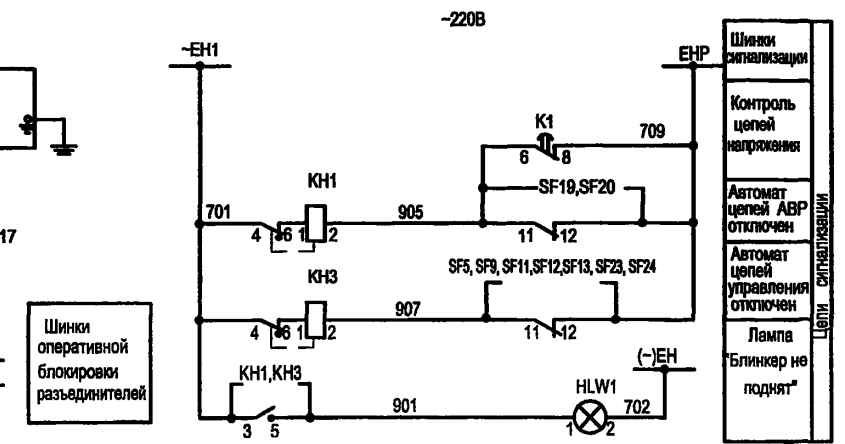 ~220В
~ЕН1
ЕНР
Шинки
сигнализации
К1
6 8
709
Контроль
цепей
напряжения
КН1
SF19,SF20
701
4 6 1 2
905
11 12
Автомат
цепей АВР
отключен
17
КН3
SF5, SF9, SF11,SF12,SF13, SF23, SF24
4 6 1 2
907
11 12
Автомат
цепей
управления
отключен
Цепи сигнализации
Шинки
оперативной
блокировки
разъединителей
КН1,КН3
3 5
901
HLW1
1 2
702
(~)ЕН
Лампа
"Блинкер не
поднят"